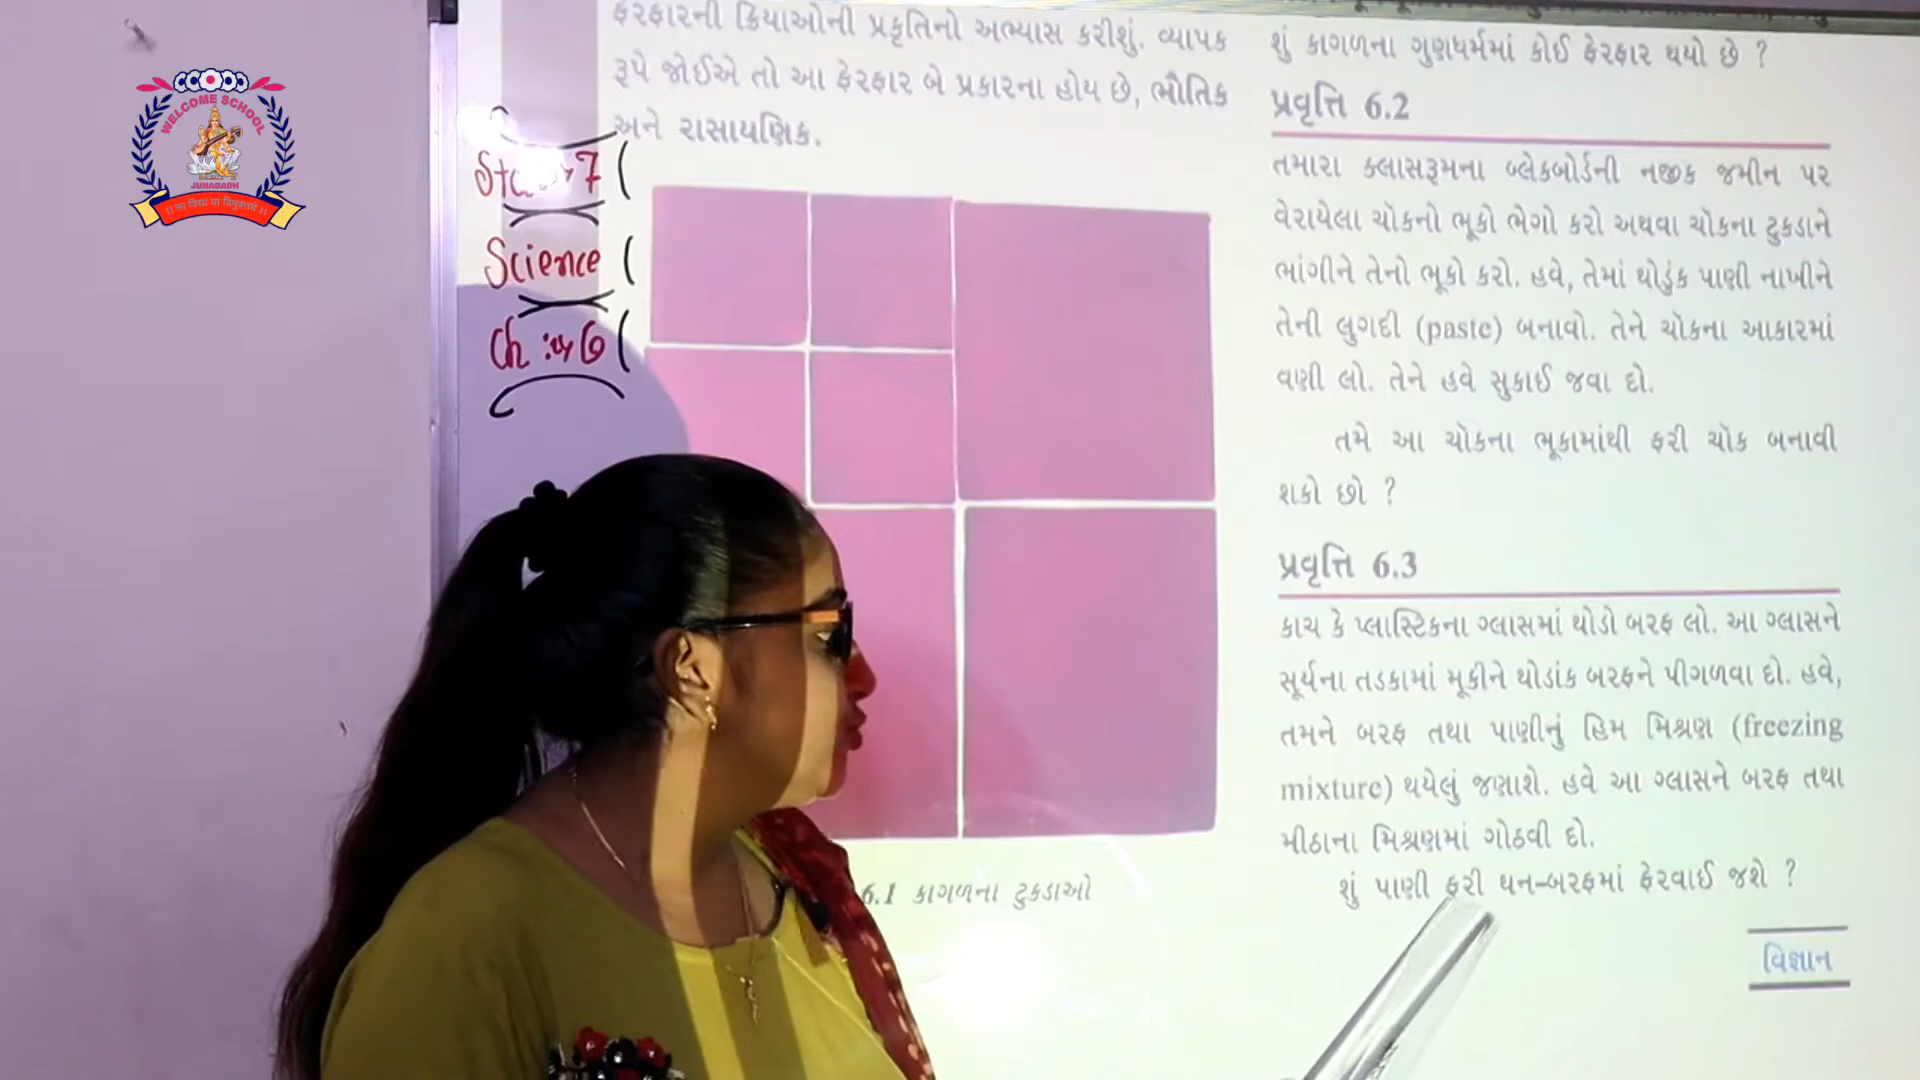 WELCOME SCHOOL
JUNAGADH
।। सा विद्या या विमुक्तये ।।
7
Science
Ch 6
ફેરફારની ક્રિયાઓની પ્રકૃતિનો અભ્યાસ કરીશું. વ્યાપક
રૂપે જોઈએ તો આ ફેરફાર બે પ્રકારના હોય છે, ભૌતિક
અને રાસાયણિક.
6.1 કાગળના ટુકડાઓ
શું કાગળના ગુણધર્મમાં કોઈ ફેરફાર થયો છે ?
પ્રવૃત્તિ 6.2
તમારા ક્લાસરૂમના બ્લેકબોર્ડની નજીક જમીન પર
વેરાયેલા ચૉકનો ભૂકો ભેગો કરો અથવા ચૉકના ટુકડાને
ભાંગીને તેનો ભૂકો કરો. હવે, તેમાં થોડુંક પાણી નાખીને
તેની લુગદી (paste) બનાવો. તેને ચૉકના આકારમાં
વણી લો. તેને હવે સુકાઈ જવા દો.
તમે આ ચૉકના ભૂકામાંથી ફરી ચૉક બનાવી
શકો છો ?
પ્રવૃત્તિ 6.3
કાચ કે પ્લાસ્ટિકના ગ્લાસમાં થોડો બરફ લો. આ ગ્લાસને
સૂર્યના તડકામાં મૂકીને થોડાંક બરફને પીગળવા દો. હવે,
તમને બરફ તથા પાણીનું હિમ મિશ્રણ (freezing
mixture) થયેલું જણાશે. હવે આ ગ્લાસને બરફ તથા
મીઠાના મિશ્રણમાં ગોઠવી દો.
શું પાણી ફરી ઘન-બરફમાં ફેરવાઈ જશે ?
વિજ્ઞાન